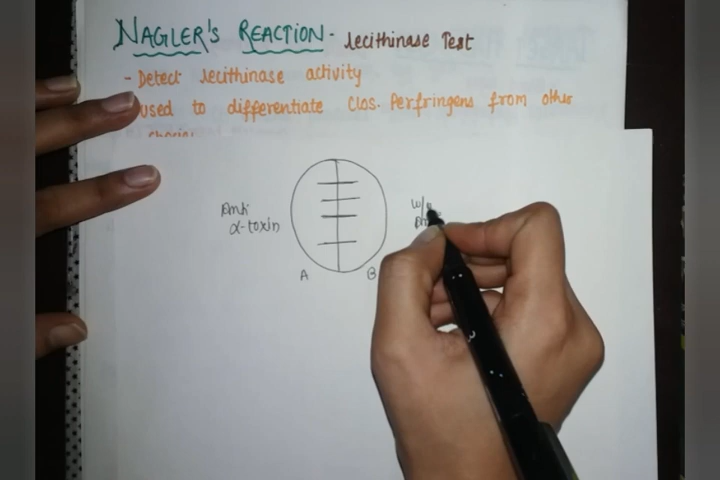 NAGLER'S REACTION - Lecithinase Test
- Detect lecithinase activity
used to differentiate Clos. Perfringens from other
Anti
α-toxin
w/o
A B